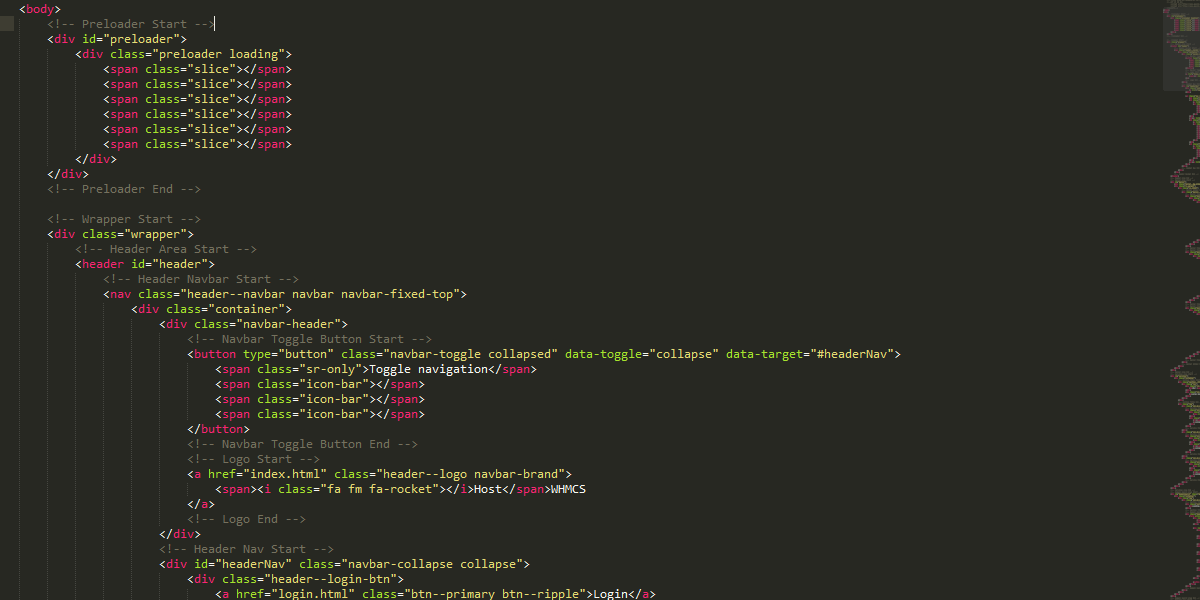 <body>
<!-- Preloader Start -->
<div id="preloader">
<div class="preloader loading">
<span class="slice"></span>
<span class="slice"></span>
<span class="slice"></span>
<span class="slice"></span>
<span class="slice"></span>
<span class="slice"></span>
</div>
</div>
<!-- Preloader End -->
<!-- Wrapper Start -->
<div class="wrapper">
<!-- Header Area Start -->
<header id="header">
<!-- Header Navbar Start -->
<nav class="header--navbar navbar navbar-fixed-top">
<div class="container">
<div class="navbar-header">
<!-- Navbar Toggle Button Start -->
<button type="button" class="navbar-toggle collapsed" data-toggle="collapse" data-target="#headerNav">
<span class="sr-only">Toggle navigation</span>
<span class="icon-bar"></span>
<span class="icon-bar"></span>
<span class="icon-bar"></span>
</button>
<!-- Navbar Toggle Button End -->
<!-- Logo Start -->
<a href="index.html" class="header--logo navbar-brand">
<span><i class="fa fm fa-rocket"></i>Host</span>WHMCS
</a>
<!-- Logo End -->
</div>
<!-- Header Nav Start -->
<div id="headerNav" class="navbar-collapse collapse">
<div class="header--login-btn">
<a href="login.html" class="btn--primary btn--ripple">Login</a>